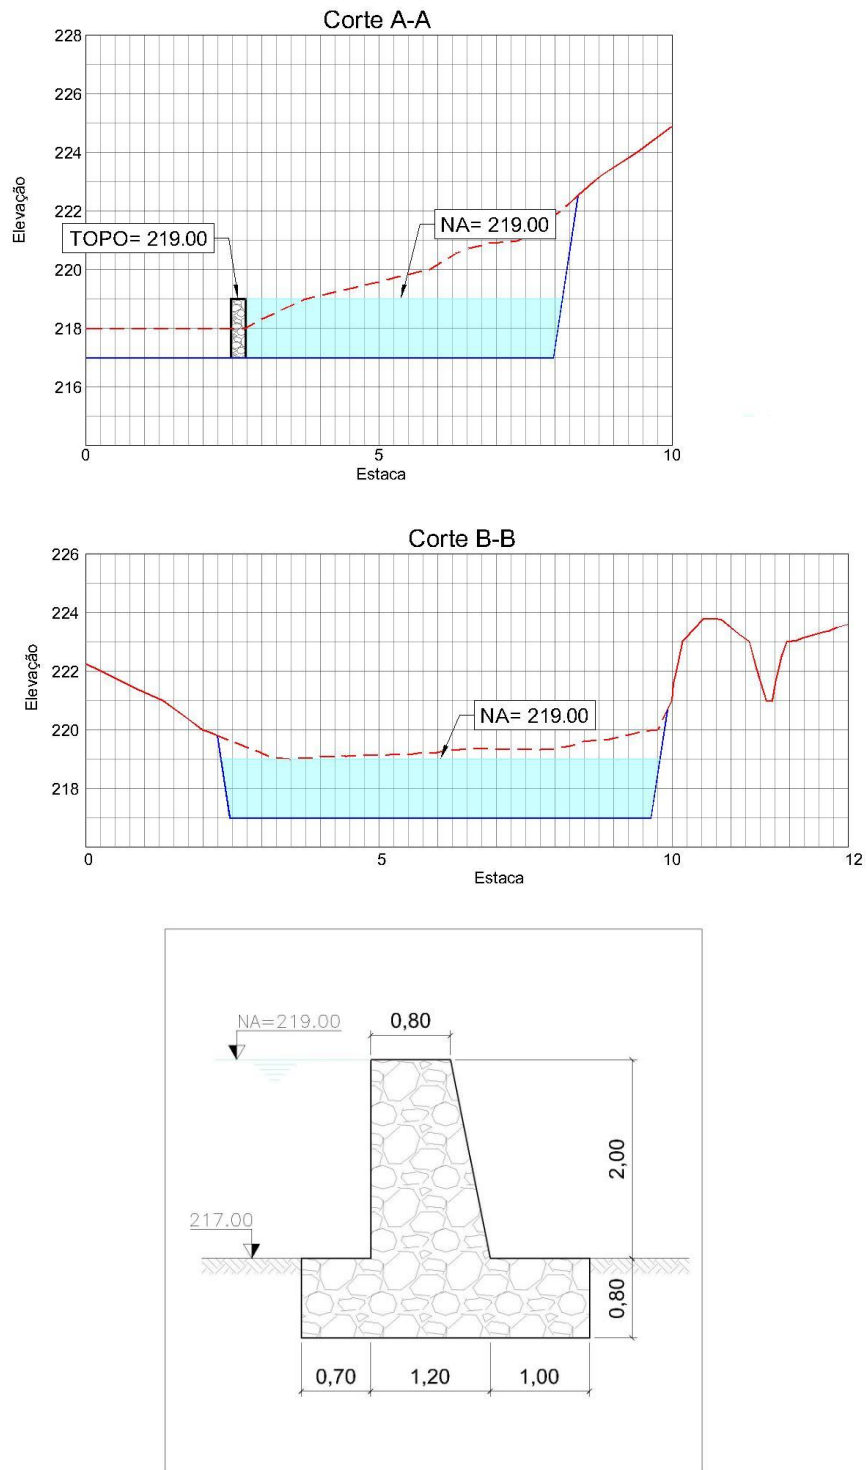 Corte A-A
228
226
224
222
220
218
216
Elevação
TOPO= 219.00
NA= 219.00
0
5
10
Estaca
Corte B-B
226
224
222
220
218
Elevação
NA= 219.00
0
5
10
12
Estaca
NA=219.00
0,80
2,00
217.00
0,80
0,70
1,20
1,00